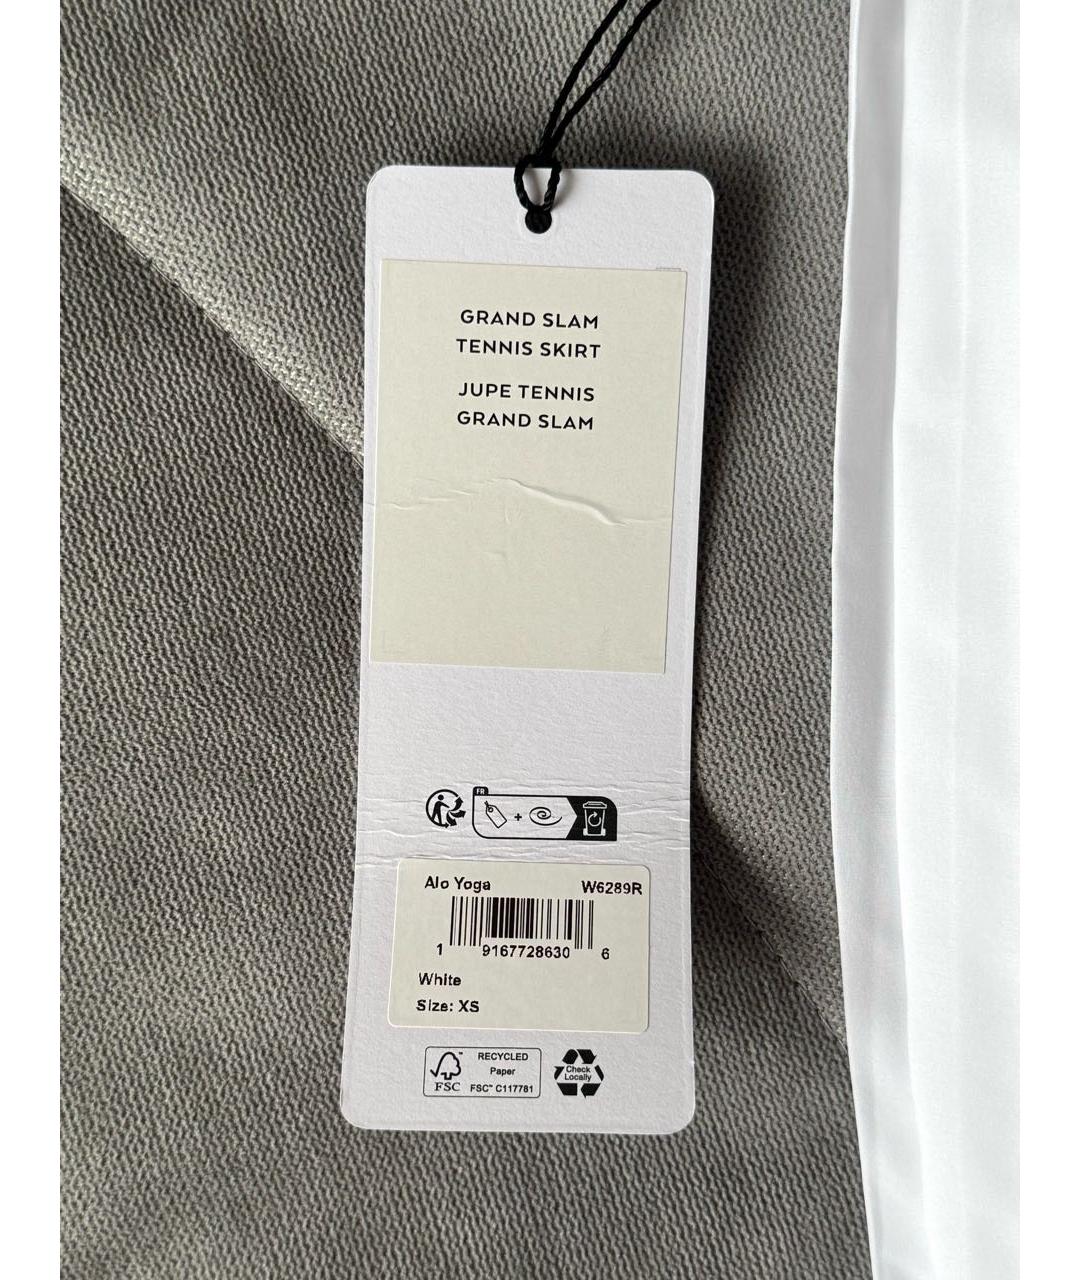 GRAND SLAM
TENNIS SKIRT
JUPE TENNIS
GRAND SLAM
FR
+
Alo Yoga W6289R
1 9167728630 6
White
Size: XS
FSC™
RECYCLED
Paper
FSC™ C117781
Check
Locally